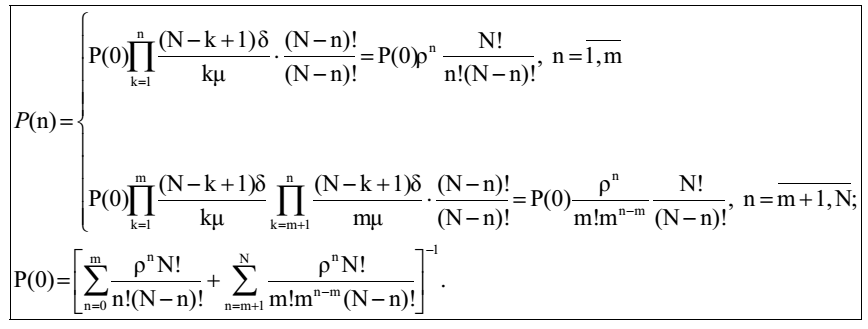 P(n) = { P(0) ∏_{k=1}^{n} (N−k+1)δ / kμ · (N−n)! / (N−n)! = P(0)ρ^n N! / n!(N−n)!, n = \overline{1,m}
P(0) ∏_{k=1}^{m} (N−k+1)δ / kμ ∏_{k=m+1}^{n} (N−k+1)δ / mμ · (N−n)! / (N−n)! = P(0) ρ^n / m!m^{n−m} N! / (N−n)!, n = \overline{m+1,N};
P(0) = [ ∑_{n=0}^{m} ρ^n N! / n!(N−n)! + ∑_{n=m+1}^{N} ρ^n N! / m!m^{n−m}(N−n)! ]^{−1}.